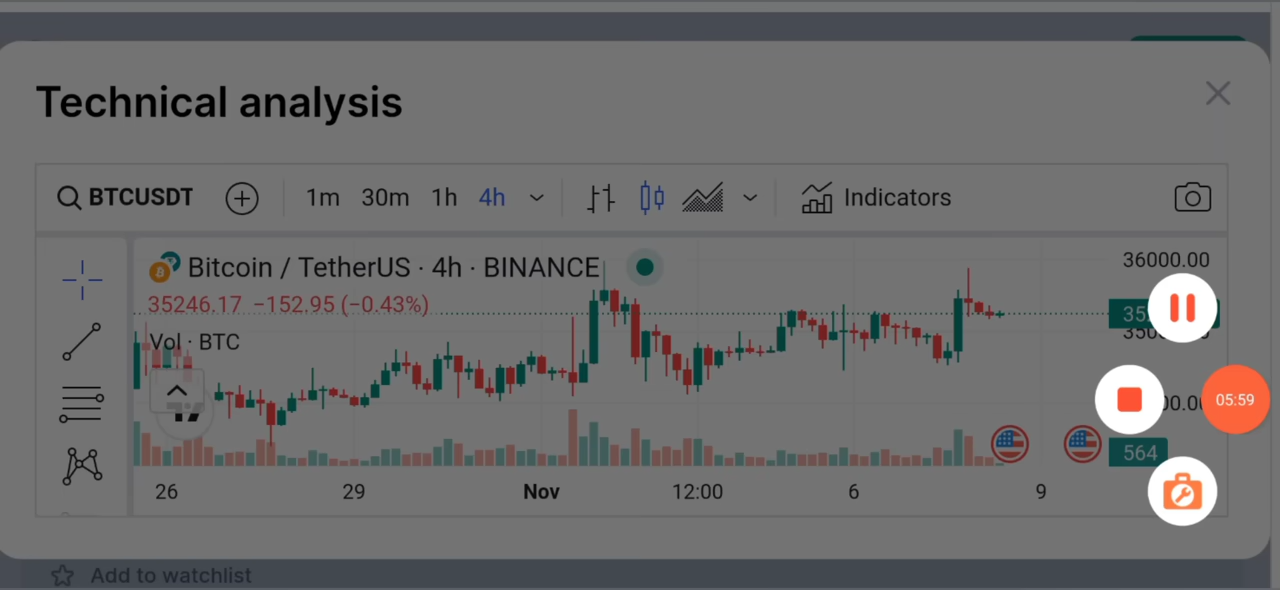 Technical analysis
BTCUSDT 1m 30m 1h 4h Indicators
Bitcoin / TetherUS · 4h · BINANCE
36000.00
35246.17 −152.95 (−0.43%)
Vol · BTC
05:59
564
26 29 Nov 12:00 6 9
Add to watchlist